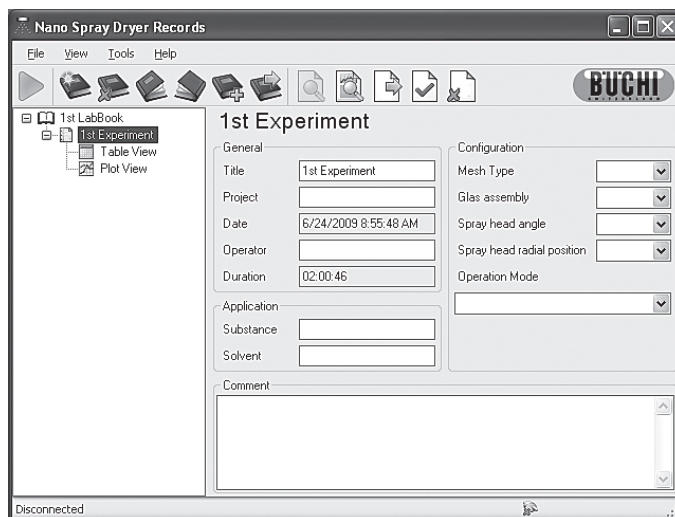 Nano Spray Dryer Records
File View Tools Help
BUCHI
SWITZERLAND
1st LabBook
1st Experiment
Table View
Plot View
1st Experiment
General
Title 1st Experiment
Project
Date 6/24/2009 8:55:48 AM
Operator
Duration 02:00:46
Application
Substance
Solvent
Configuration
Mesh Type
Glas assembly
Spray head angle
Spray head radial position
Operation Mode
Comment
Disconnected